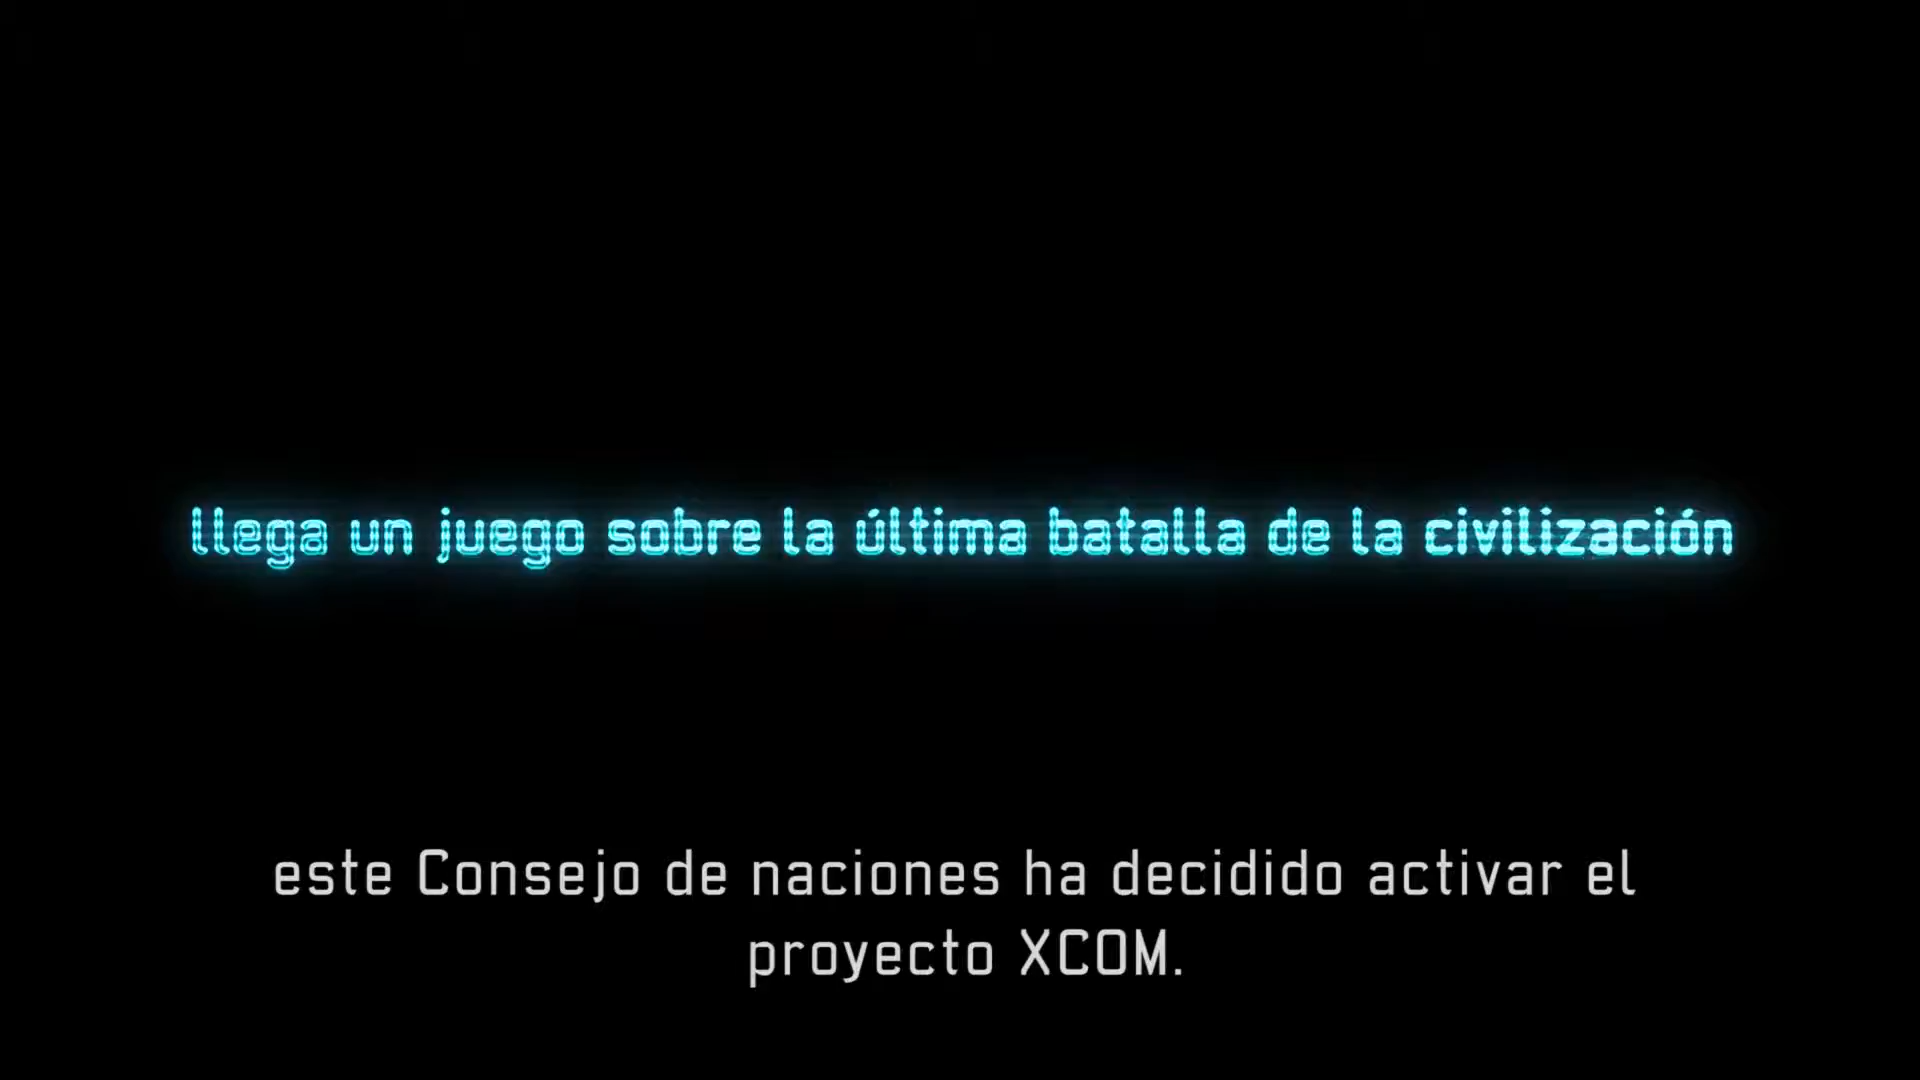 llega un juego sobre la última batalla de la civilización
este Consejo de naciones ha decidido activar el
proyecto XCOM.